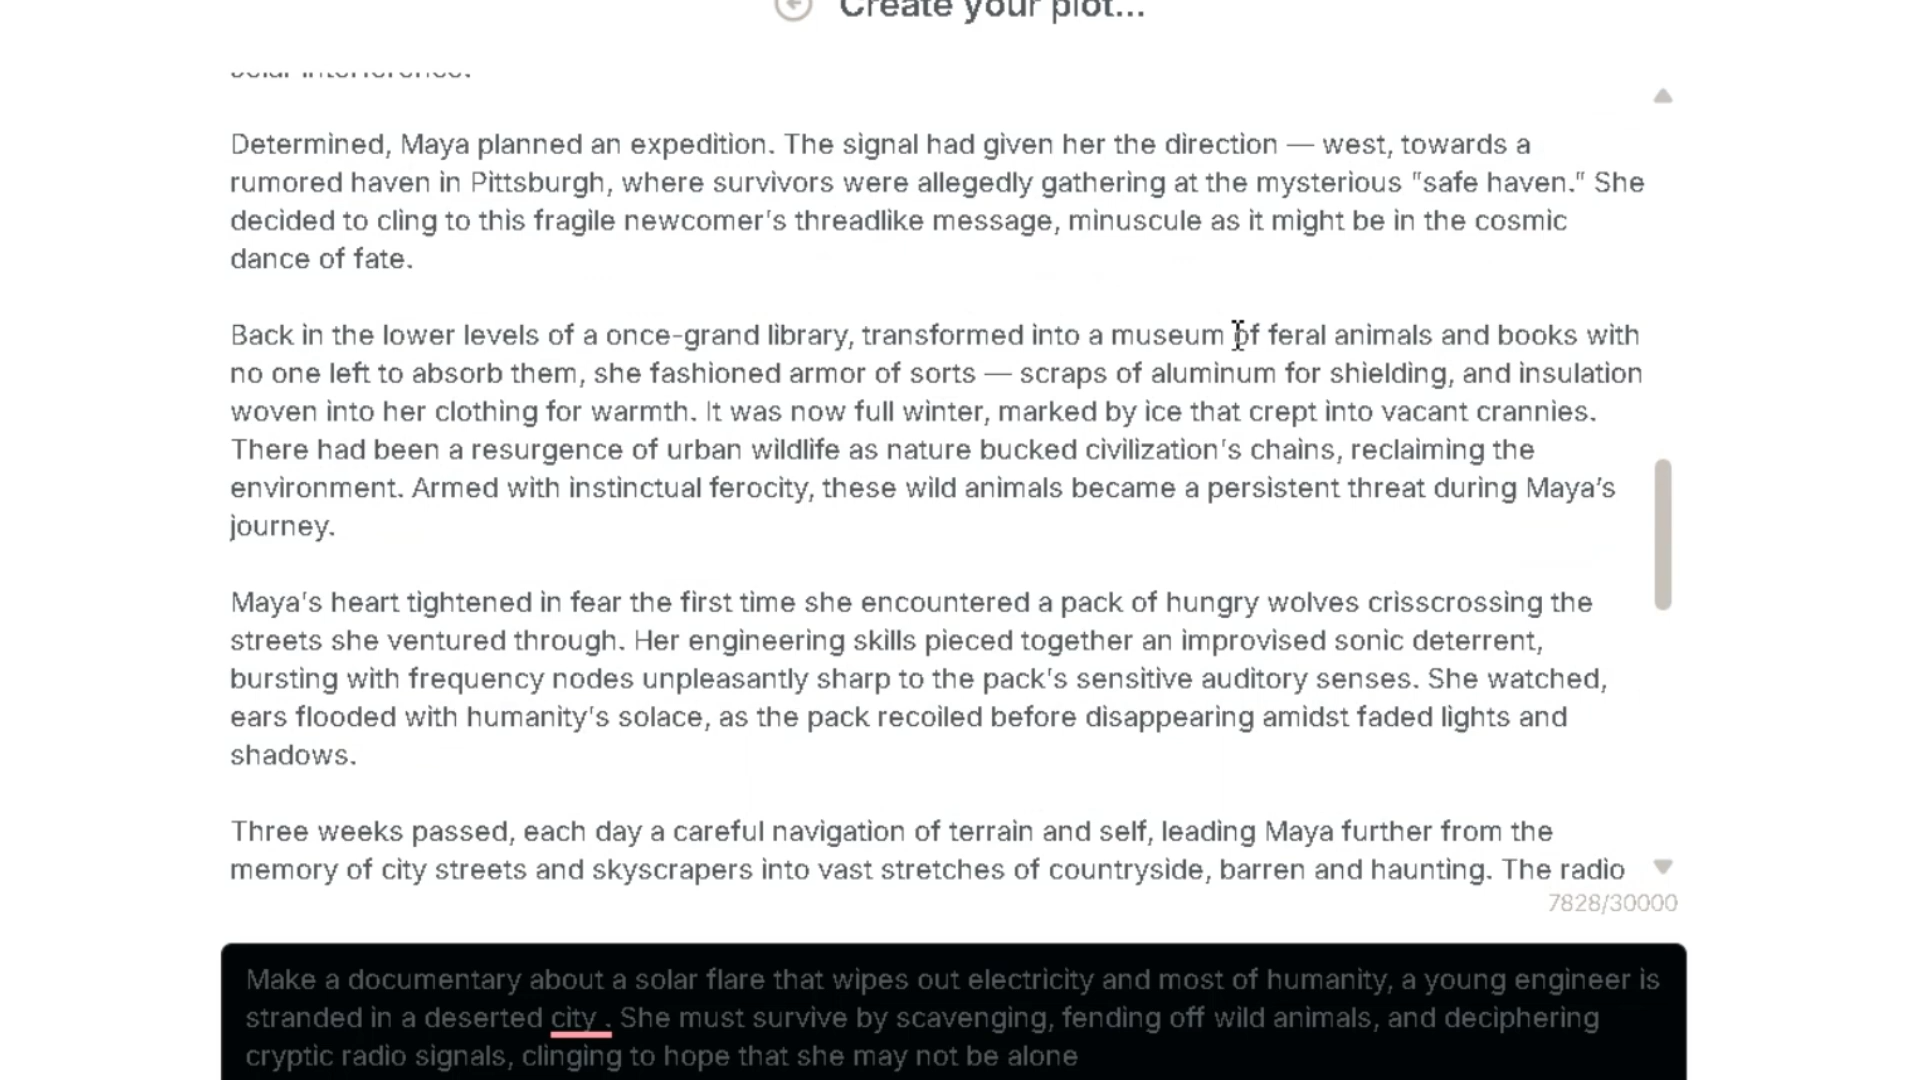 Create your plot...
solar interference.
Determined, Maya planned an expedition. The signal had given her the direction — west, towards a
rumored haven in Pittsburgh, where survivors were allegedly gathering at the mysterious "safe haven." She
decided to cling to this fragile newcomer's threadlike message, minuscule as it might be in the cosmic
dance of fate.
Back in the lower levels of a once-grand library, transformed into a museum of feral animals and books with
no one left to absorb them, she fashioned armor of sorts — scraps of aluminum for shielding, and insulation
woven into her clothing for warmth. It was now full winter, marked by ice that crept into vacant crannies.
There had been a resurgence of urban wildlife as nature bucked civilization's chains, reclaiming the
environment. Armed with instinctual ferocity, these wild animals became a persistent threat during Maya's
journey.
Maya's heart tightened in fear the first time she encountered a pack of hungry wolves crisscrossing the
streets she ventured through. Her engineering skills pieced together an improvised sonic deterrent,
bursting with frequency nodes unpleasantly sharp to the pack's sensitive auditory senses. She watched,
ears flooded with humanity's solace, as the pack recoiled before disappearing amidst faded lights and
shadows.
Three weeks passed, each day a careful navigation of terrain and self, leading Maya further from the
memory of city streets and skyscrapers into vast stretches of countryside, barren and haunting. The radio
7828/30000
Make a documentary about a solar flare that wipes out electricity and most of humanity, a young engineer is
stranded in a deserted city . She must survive by scavenging, fending off wild animals, and deciphering
cryptic radio signals, clinging to hope that she may not be alone